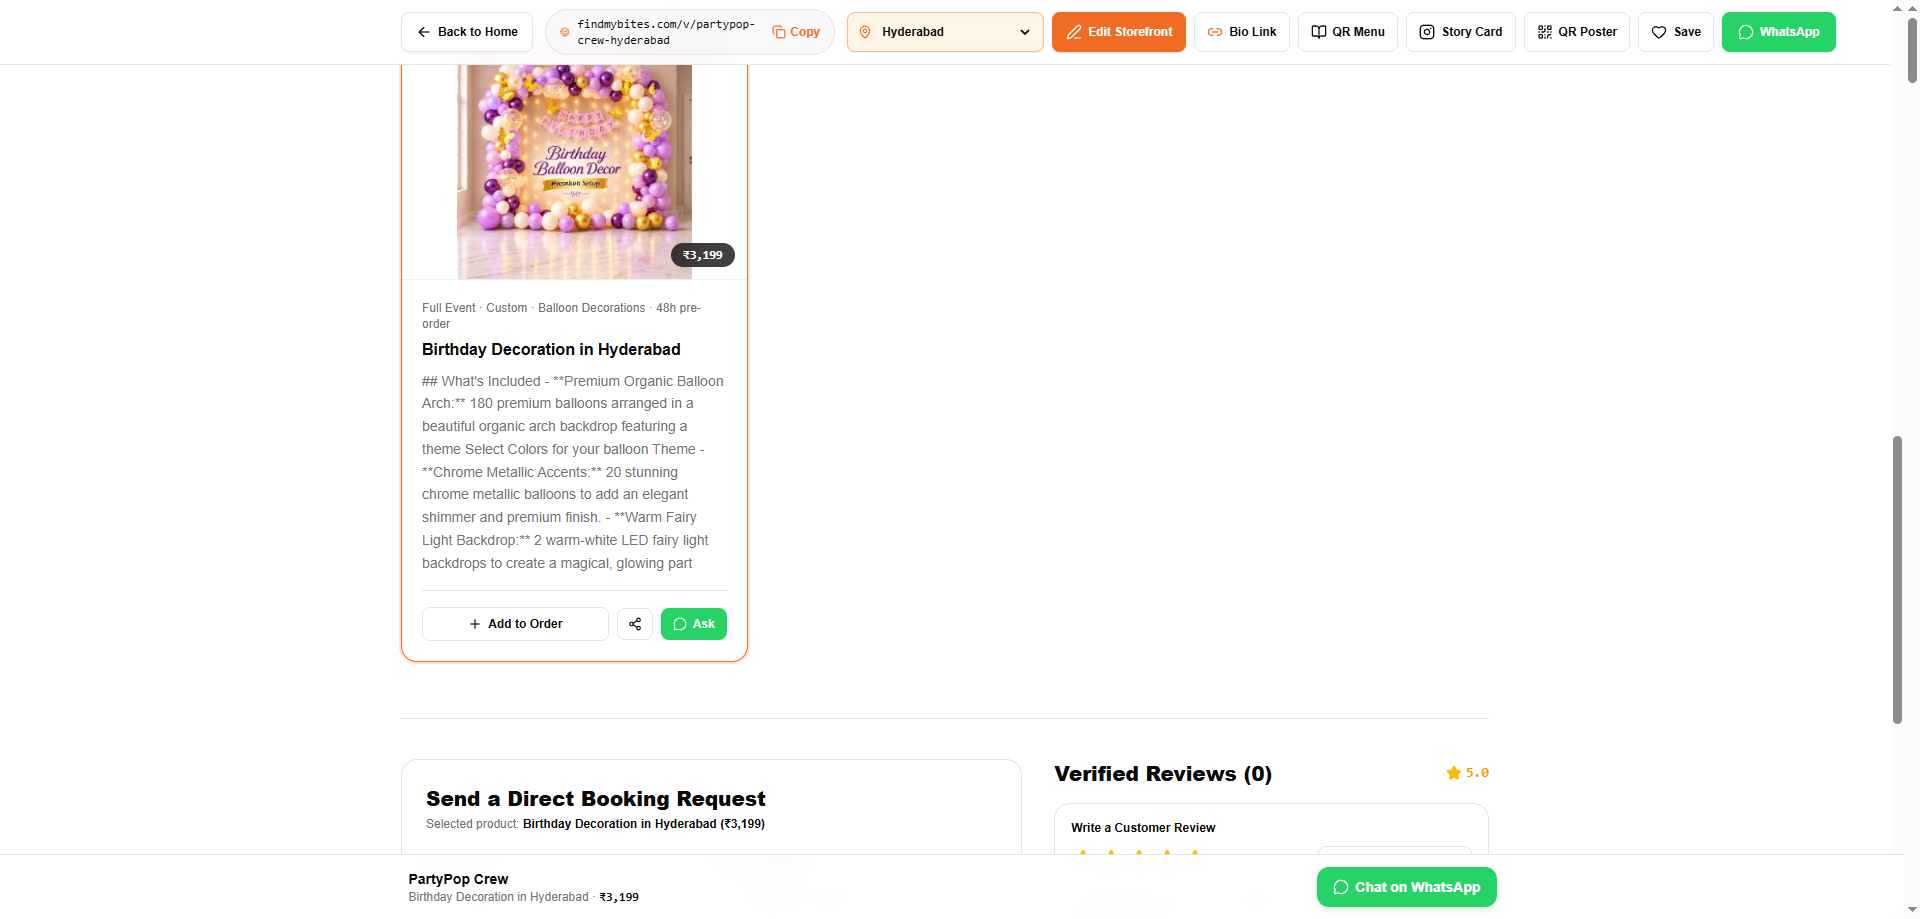 Back to Home
findmybites.com/v/partypop-
crew-hyderabad
Copy
Hyderabad
Edit Storefront
Bio Link
QR Menu
Story Card
QR Poster
Save
WhatsApp
HAPPY
BIRTHDAY
Birthday
Balloon Decor
Premium Setup
₹3,199
Full Event · Custom · Balloon Decorations · 48h pre-
order
Birthday Decoration in Hyderabad
## What's Included - **Premium Organic Balloon
Arch:** 180 premium balloons arranged in a
beautiful organic arch backdrop featuring a
theme Select Colors for your balloon Theme -
**Chrome Metallic Accents:** 20 stunning
chrome metallic balloons to add an elegant
shimmer and premium finish. - **Warm Fairy
Light Backdrop:** 2 warm-white LED fairy light
backdrops to create a magical, glowing part
Add to Order
Ask
Send a Direct Booking Request
Selected product: Birthday Decoration in Hyderabad (₹3,199)
Verified Reviews (0)
5.0
Write a Customer Review
PartyPop Crew
Birthday Decoration in Hyderabad · ₹3,199
Chat on WhatsApp